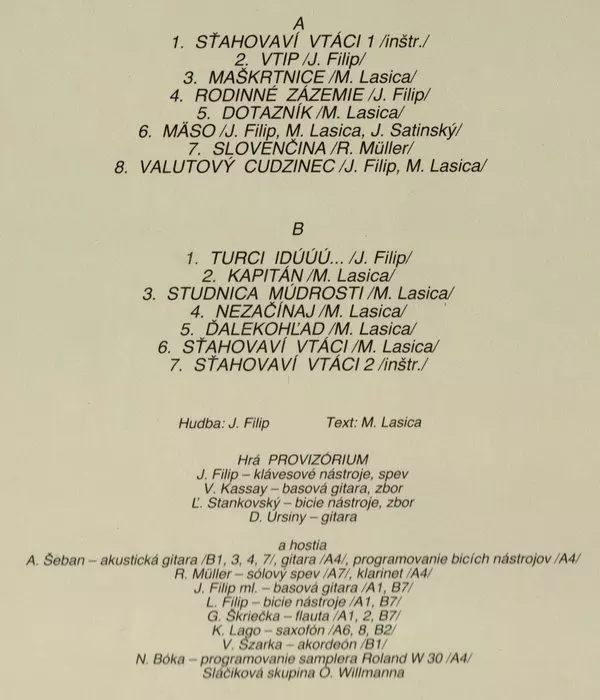 A
1. SŤAHOVAVÍ VTÁCI 1 /inštr./
2. VTIP /J. Filip/
3. MAŠKRTNICE /M. Lasica/
4. RODINNÉ ZÁZEMIE /J. Filip/
5. DOTAZNÍK /M. Lasica/
6. MÄSO /J. Filip, M. Lasica, J. Satinský/
7. SLOVENČINA /R. Müller/
8. VALUTOVÝ CUDZINEC /J. Filip, M. Lasica/
B
1. TURCI IDÚÚÚ... /J. Filip/
2. KAPITÁN /M. Lasica/
3. STUDNICA MÚDROSTI /M. Lasica/
4. NEZAČÍNAJ /M. Lasica/
5. ĎALEKOHĽAD /M. Lasica/
6. SŤAHOVAVÍ VTÁCI /M. Lasica/
7. SŤAHOVAVÍ VTÁCI 2 /inštr./
Hudba: J. Filip Text: M. Lasica
Hrá PROVIZÓRIUM
J. Filip – klávesové nástroje, spev
V. Kassay – basová gitara, zbor
Ľ. Stankovský – bicie nástroje, zbor
D. Ursiny – gitara
a hostia
A. Šeban – akustická gitara /B1, 3, 4, 7/, gitara /A4/, programovanie bicích nástrojov /A4/
R. Müller – sólový spev /A7/, klarinet /A4/
J. Filip ml. – basová gitara /A1, B7/
L. Filip – bicie nástroje /A1, B7/
G. Škriečka – flauta /A1, 2, B7/
K. Lago – saxofón /A6, 8, B2/
V. Szarka – akordeón /B1/
N. Bóka – programovanie samplera Roland W 30 /A4/
Sláčiková skupina O. Willmanna